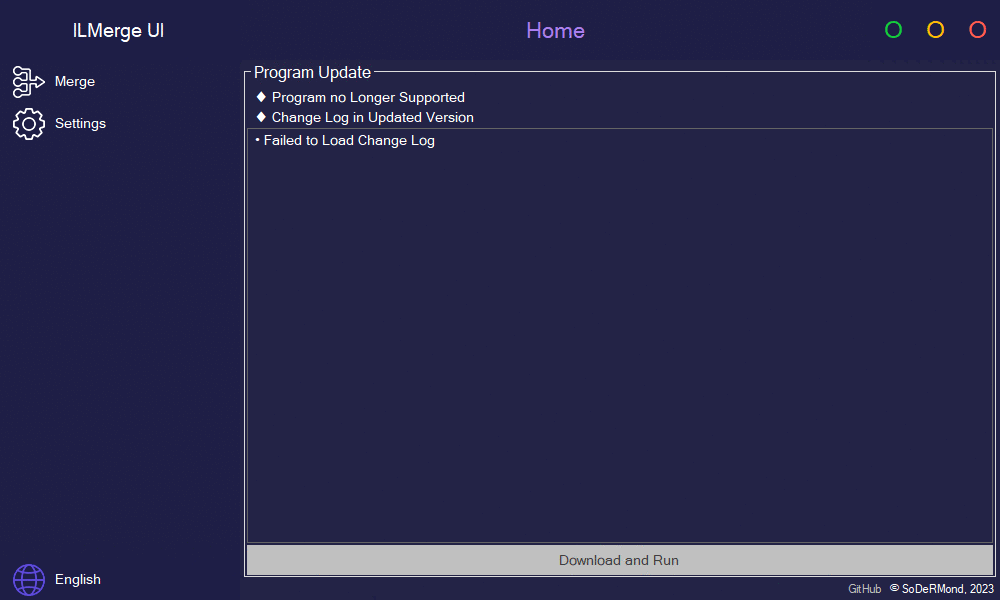 ILMerge UI
Home
Merge
Settings
Program Update
♦ Program no Longer Supported
♦ Change Log in Updated Version
• Failed to Load Change Log
Download and Run
English
GitHub © SoDeRMond, 2023